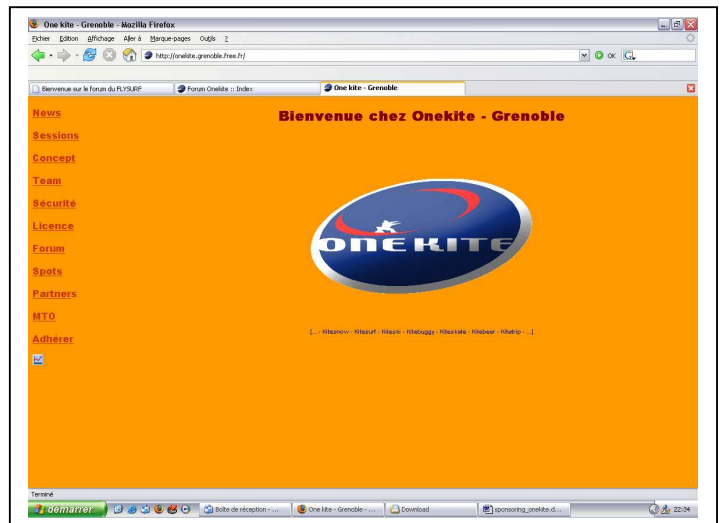 One kite - Grenoble - Mozilla Firefox
Fichier Edition Affichage Aller à Marque-pages Outils ?
http://onekite.grenoble.free.fr/ OK
Bienvenue sur le forum du FLYSURF Forum Onekite :: Index One kite - Grenoble
Bienvenue chez Onekite - Grenoble
News
Sessions
Concept
Team
Sécurité
Licence
Forum
Spots
Partners
MTO
Adhérer
ONE KITE
[... - Kitesnow - Kitesurf - Kiteski - Kitebuggy - Kiteskate - Kitebeer - Kitetrip - ...]
Terminé
démarrer Boîte de réception - ... One kite - Grenoble - ... Download sponsoring_onekite.d... 22:34